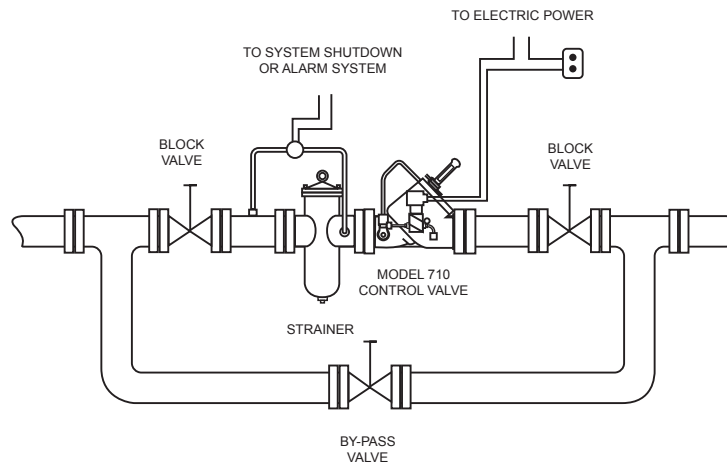 TO ELECTRIC POWER
TO SYSTEM SHUTDOWN
OR ALARM SYSTEM
BLOCK
VALVE
BLOCK
VALVE
MODEL 710
CONTROL VALVE
STRAINER
BY-PASS
VALVE